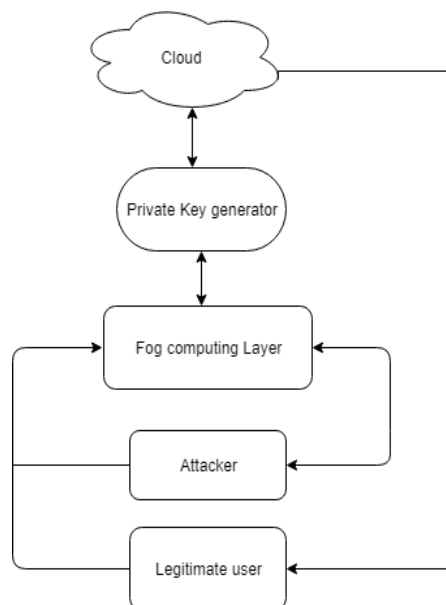 Cloud
Private Key generator
Fog computing Layer
Attacker
Legitimate user